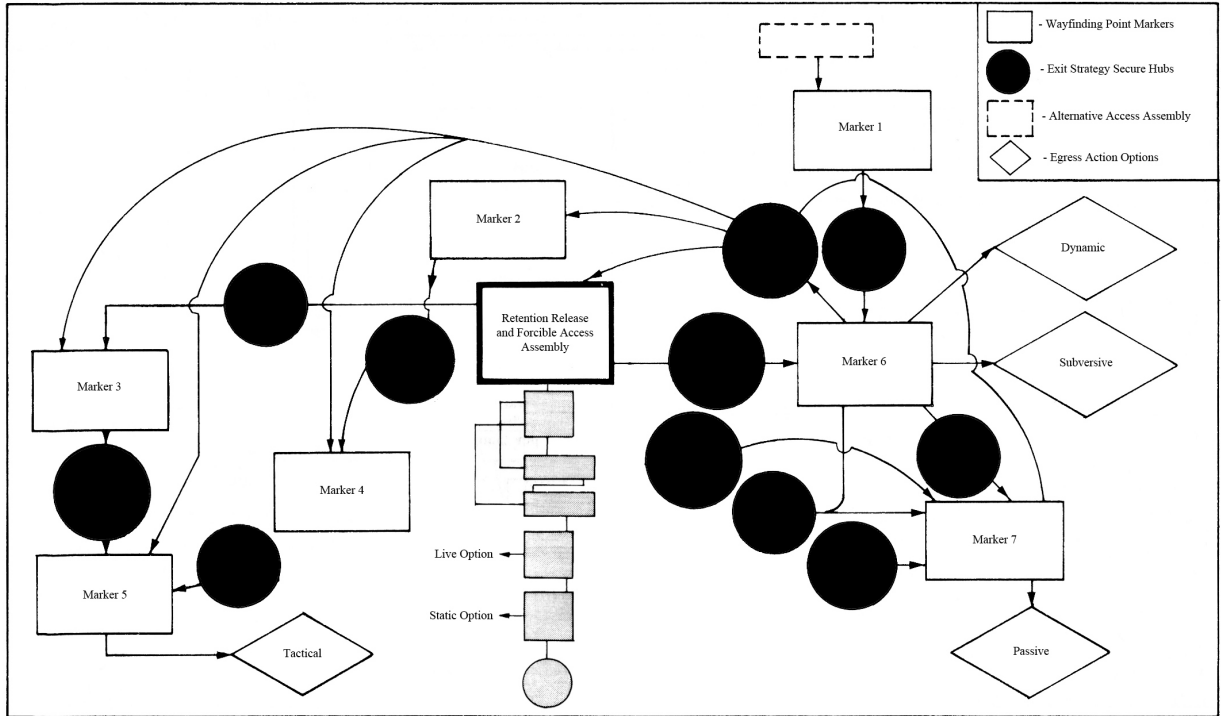 - Wayfinding Point Markers
- Exit Strategy Secure Hubs
- Alternative Access Assembly
- Egress Action Options
Marker 1
Marker 2
Dynamic
Retention Release
and Forcible Access
Assembly
Marker 6
Subversive
Marker 3
Marker 4
Marker 7
Live Option
Marker 5
Static Option
Tactical
Passive